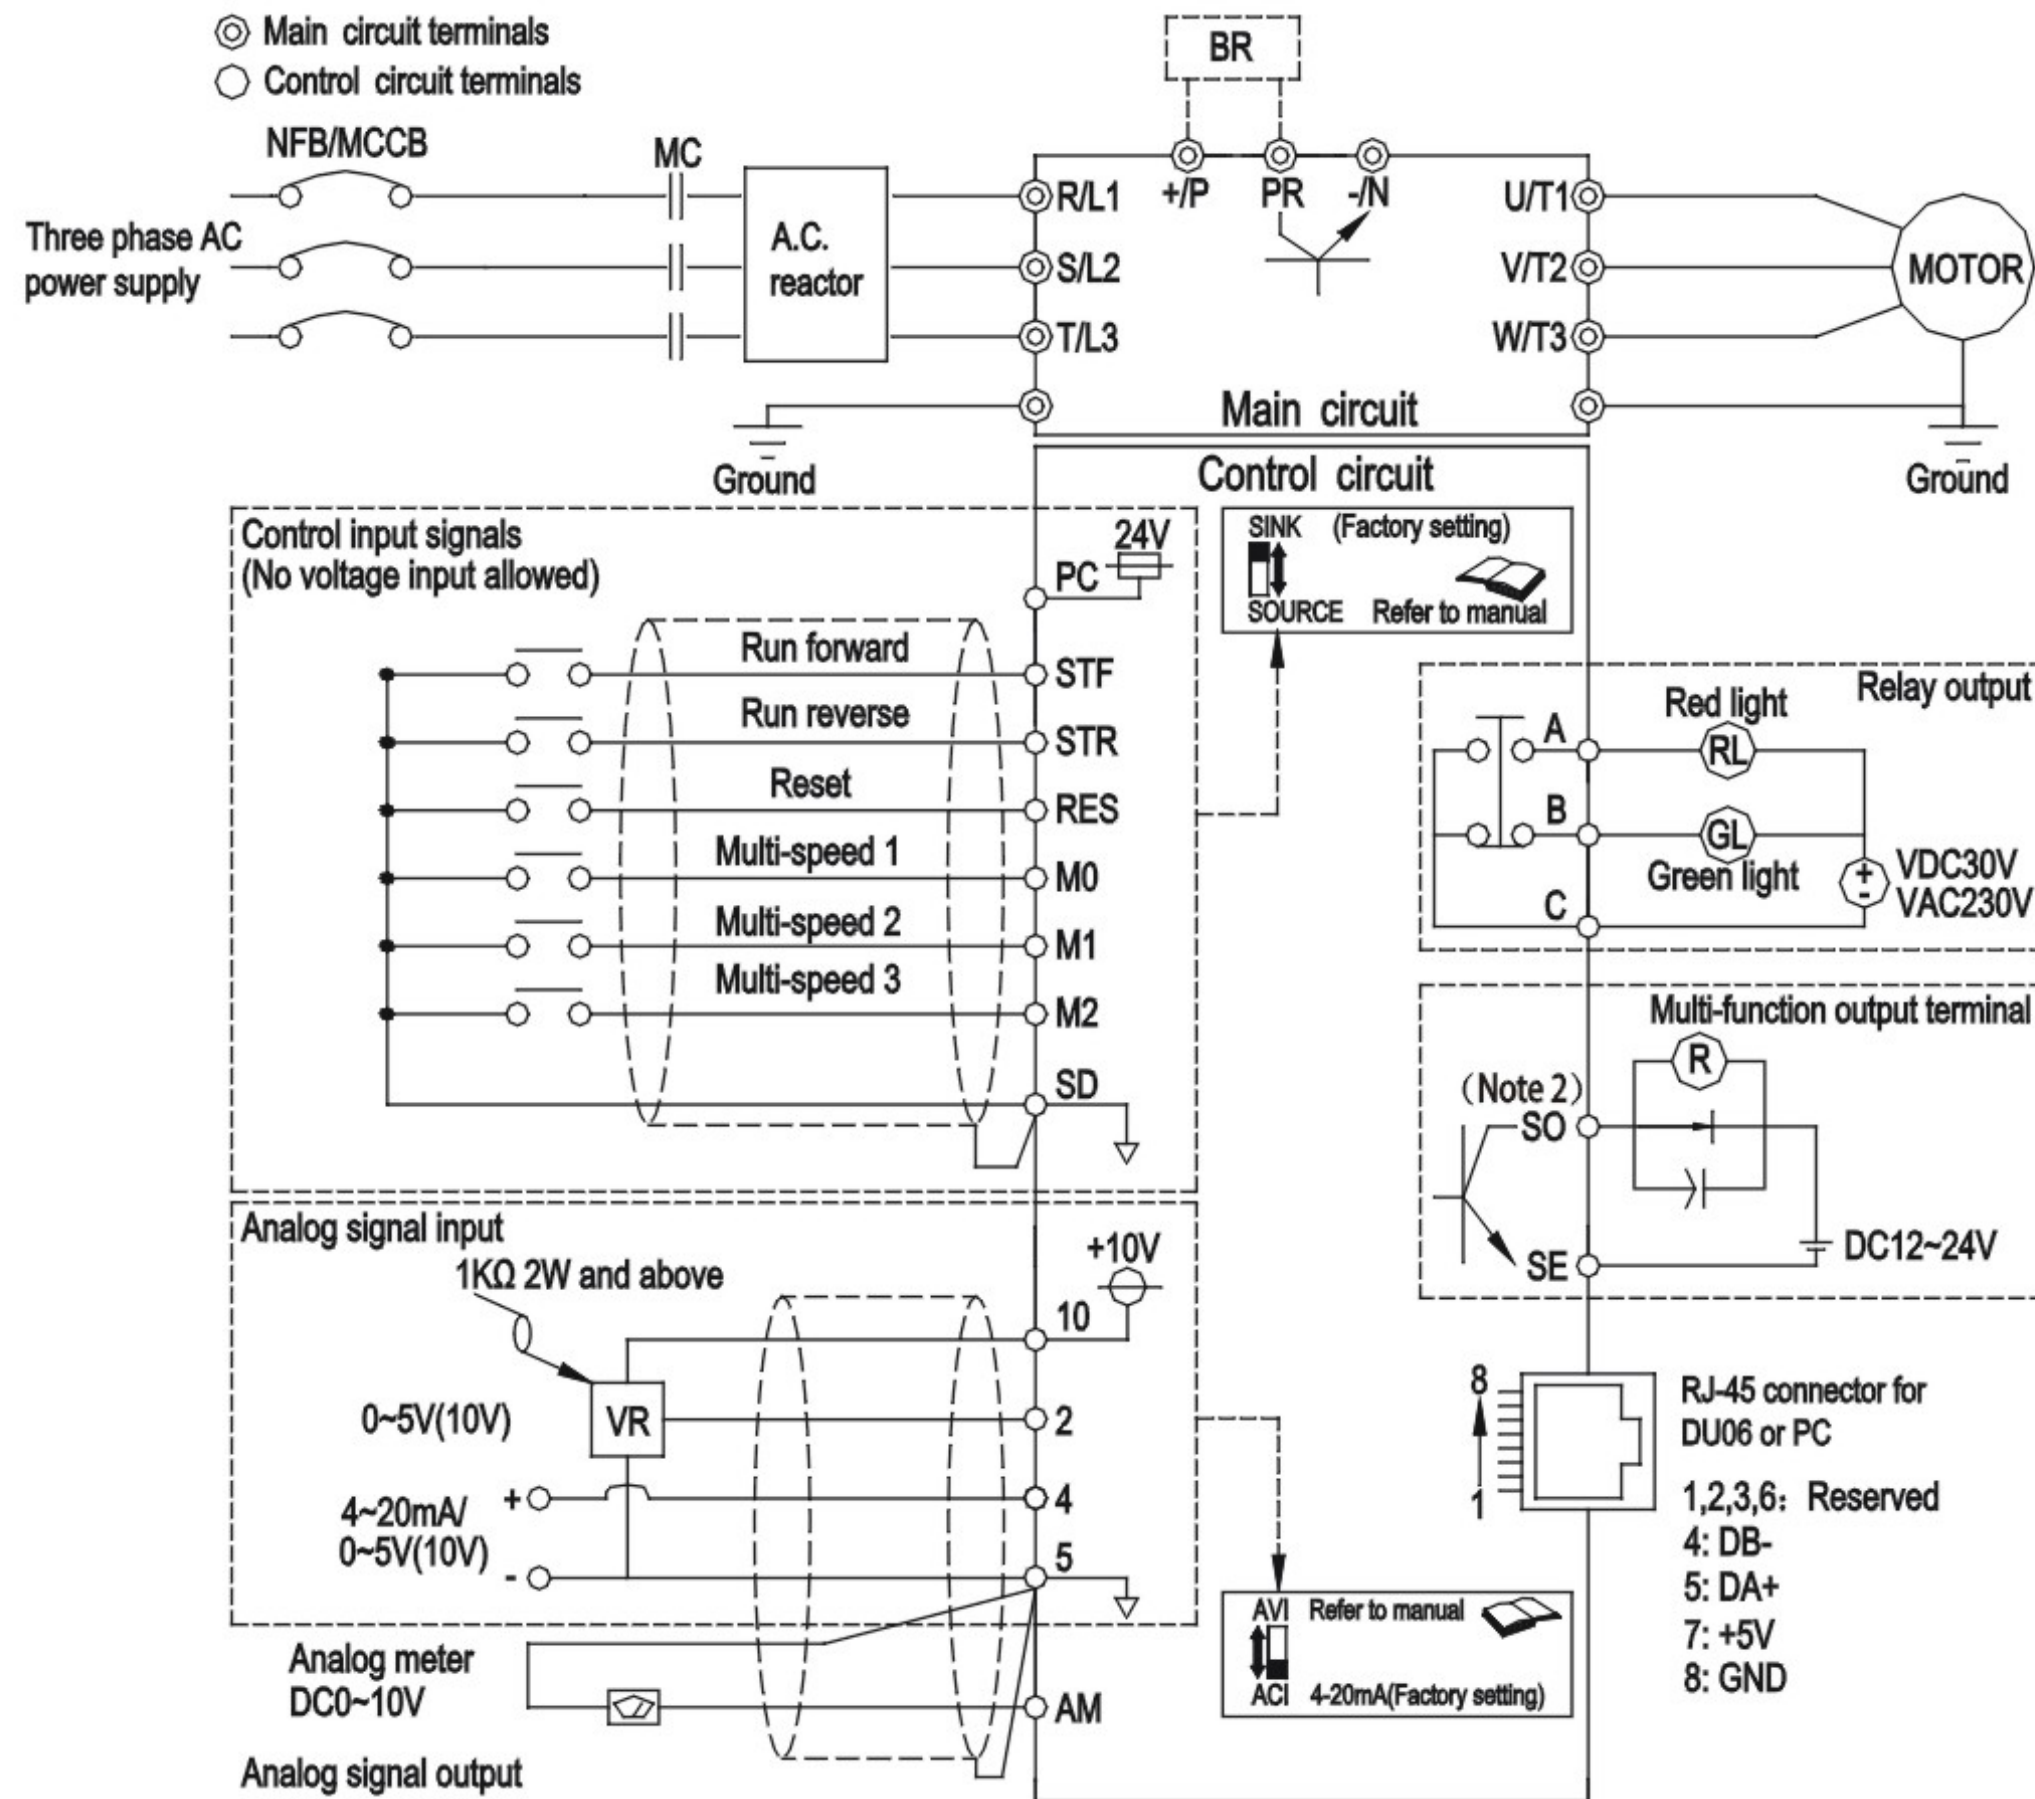 Main circuit terminals
Control circuit terminals
BR
NFB/MCCB
MC
Three phase AC
power supply
A.C.
reactor
R/L1
S/L2
T/L3
+/P
PR
-/N
U/T1
V/T2
W/T3
MOTOR
Main circuit
Ground
Ground
Control circuit
Control input signals
(No voltage input allowed)
24V
PC
SINK (Factory setting)
SOURCE Refer to manual
Run forward
STF
Run reverse
STR
Reset
RES
Multi-speed 1
M0
Multi-speed 2
M1
Multi-speed 3
M2
SD
Relay output
Red light
A
RL
B
GL
Green light
C
+
-
VDC30V
VAC230V
Multi-function output terminal
R
(Note 2)
SO
SE
DC12~24V
Analog signal input
1KΩ 2W and above
+10V
10
0~5V(10V)
VR
2
4~20mA/
0~5V(10V)
+
4
-
5
8
1
RJ-45 connector for
DU06 or PC
1,2,3,6: Reserved
4: DB-
5: DA+
7: +5V
8: GND
AVI Refer to manual
ACI 4-20mA(Factory setting)
Analog meter
DC0~10V
AM
Analog signal output